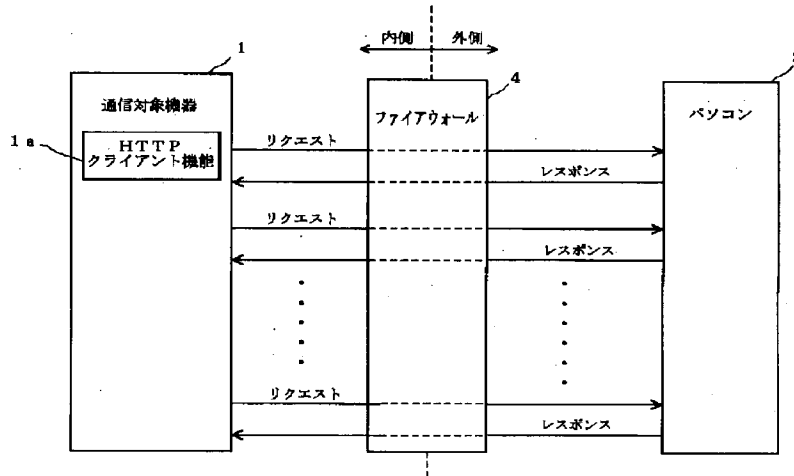 内側
外側
1
4
通信対象機器
1a
HTTP
クライアント機能
ファイアウォール
パソコン
リクエスト
レスポンス
リクエスト
レスポンス
リクエスト
レスポンス